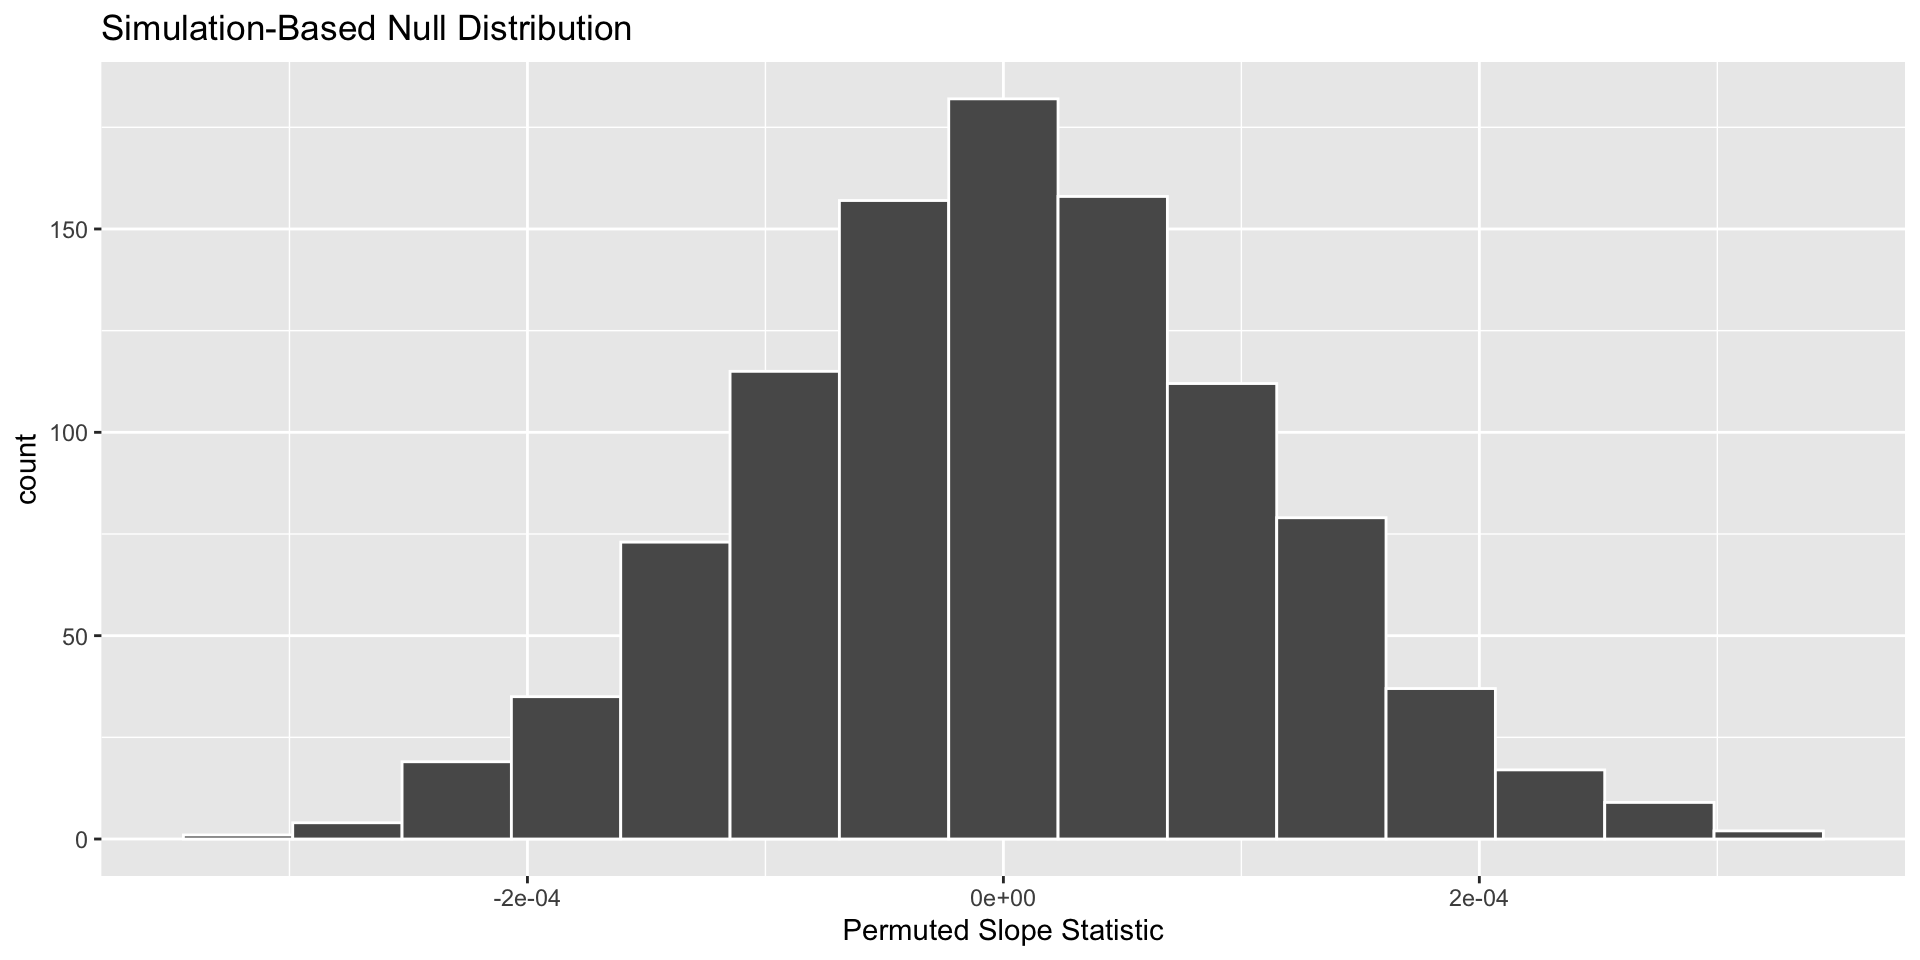 Simulation-Based Null Distribution
count
150
100
50
0
-2e-04 0e+00 2e-04
Permuted Slope Statistic